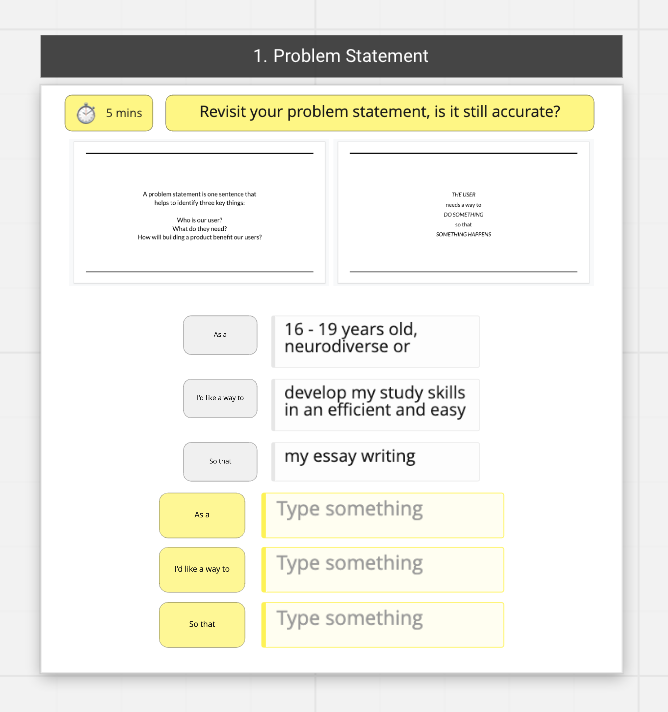 1. Problem Statement
5 mins
Revisit your problem statement, is it still accurate?
A problem statement is one sentence that
helps to identify three key things:
Who is our user?
What do they need?
How will building a product benefit our users?
THE USER
needs a way to
DO SOMETHING
so that
SOMETHING HAPPENS
As a
16 - 19 years old,
neurodiverse or
I'd like a way to
develop my study skills
in an efficient and easy
So that
my essay writing
As a
Type something
I'd like a way to
Type something
So that
Type something